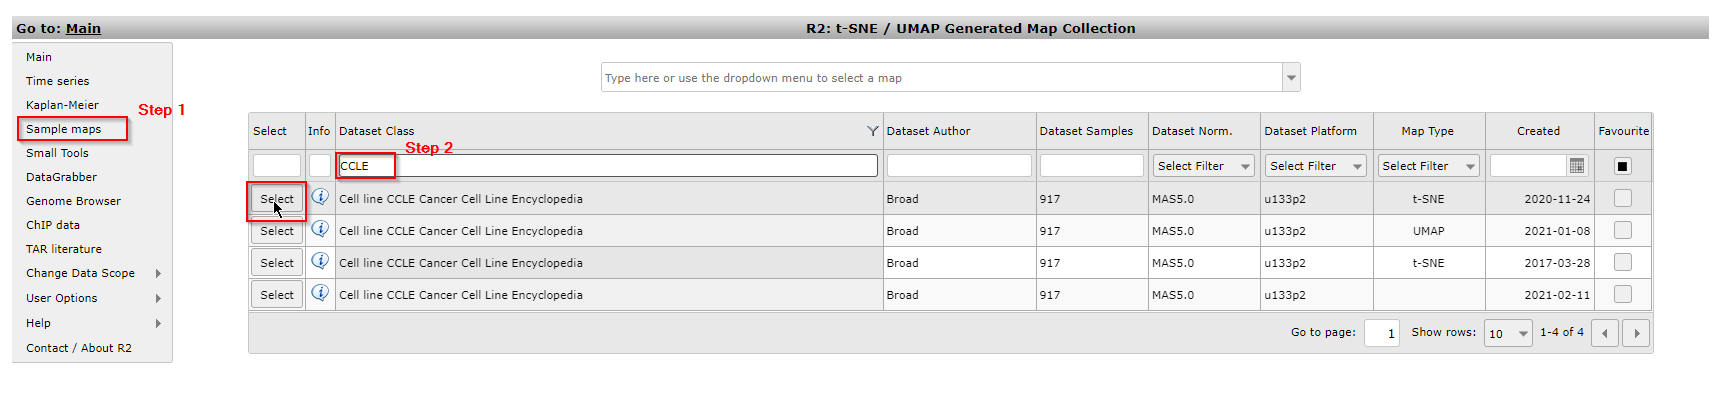 Go to: Main
R2: t-SNE / UMAP Generated Map Collection
Main
Time series
Kaplan-Meier
Sample maps
Small Tools
DataGrabber
Genome Browser
ChIP data
TAR literature
Change Data Scope
User Options
Help
Contact / About R2
Step 1
Type here or use the dropdown menu to select a map
Select Info Dataset Class Dataset Author Dataset Samples Dataset Norm. Dataset Platform Map Type Created Favourite
Step 2
CCLE Select Filter Select Filter Select Filter
Select Cell line CCLE Cancer Cell Line Encyclopedia Broad 917 MAS5.0 u133p2 t-SNE 2020-11-24
Select Cell line CCLE Cancer Cell Line Encyclopedia Broad 917 MAS5.0 u133p2 UMAP 2021-01-08
Select Cell line CCLE Cancer Cell Line Encyclopedia Broad 917 MAS5.0 u133p2 t-SNE 2017-03-28
Select Cell line CCLE Cancer Cell Line Encyclopedia Broad 917 MAS5.0 u133p2 2021-02-11
Go to page: 1 Show rows: 10 1-4 of 4